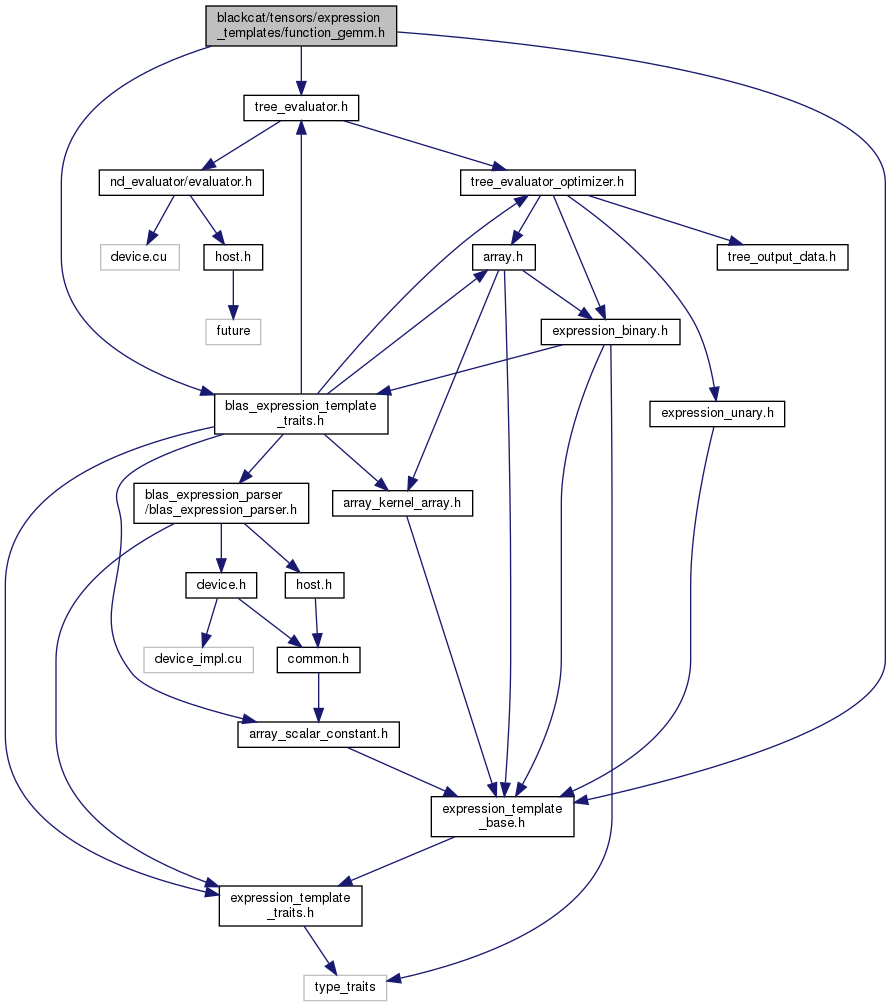 blackcat/tensors/expression
_templates/function_gemm.h
tree_evaluator.h
nd_evaluator/evaluator.h
tree_evaluator_optimizer.h
device.cu
host.h
array.h
tree_output_data.h
future
expression_binary.h
blas_expression_template
_traits.h
expression_unary.h
blas_expression_parser
/blas_expression_parser.h
array_kernel_array.h
device.h
host.h
device_impl.cu
common.h
array_scalar_constant.h
expression_template
_base.h
expression_template
_traits.h
type_traits